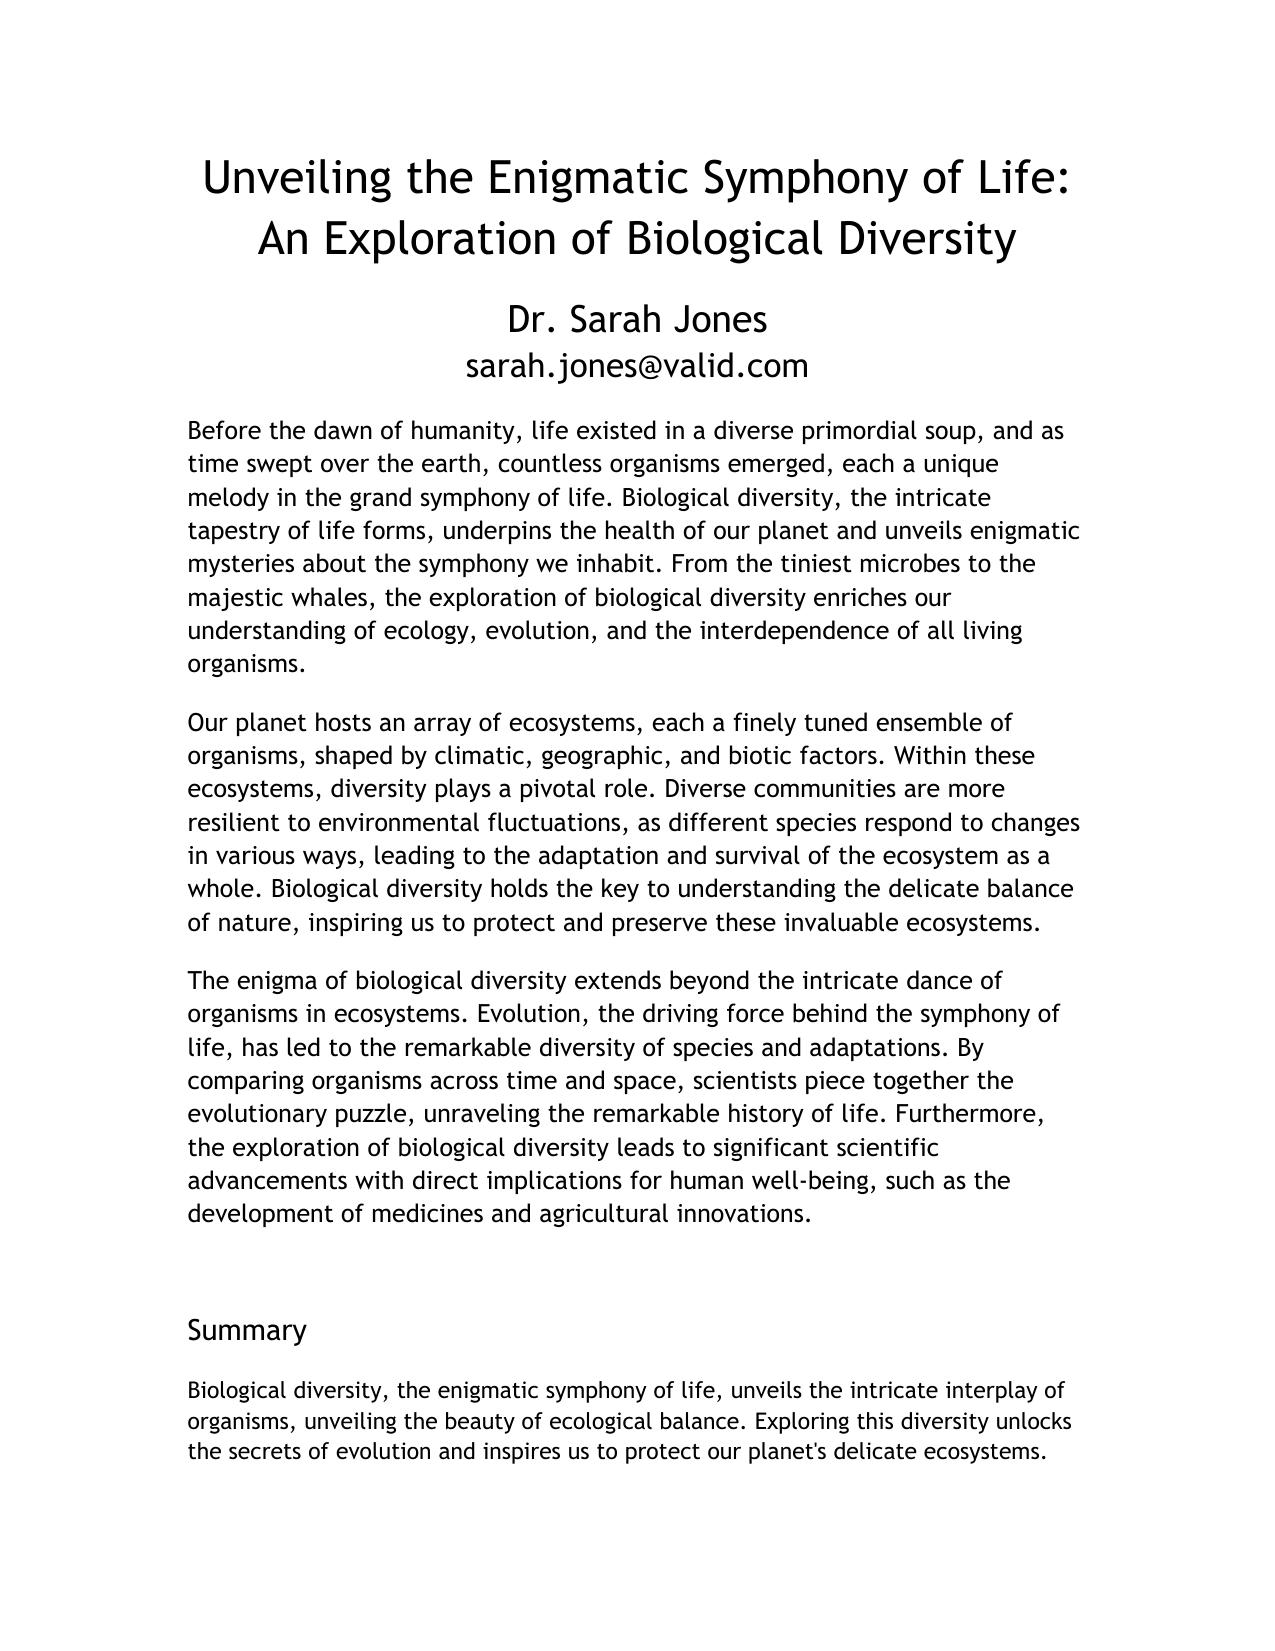 Unveiling the Enigmatic Symphony of Life:
An Exploration of Biological Diversity
Dr. Sarah Jones
sarah.jones@valid.com
Before the dawn of humanity, life existed in a diverse primordial soup, and as
time swept over the earth, countless organisms emerged, each a unique
melody in the grand symphony of life. Biological diversity, the intricate
tapestry of life forms, underpins the health of our planet and unveils enigmatic
mysteries about the symphony we inhabit. From the tiniest microbes to the
majestic whales, the exploration of biological diversity enriches our
understanding of ecology, evolution, and the interdependence of all living
organisms.
Our planet hosts an array of ecosystems, each a finely tuned ensemble of
organisms, shaped by climatic, geographic, and biotic factors. Within these
ecosystems, diversity plays a pivotal role. Diverse communities are more
resilient to environmental fluctuations, as different species respond to changes
in various ways, leading to the adaptation and survival of the ecosystem as a
whole. Biological diversity holds the key to understanding the delicate balance
of nature, inspiring us to protect and preserve these invaluable ecosystems.
The enigma of biological diversity extends beyond the intricate dance of
organisms in ecosystems. Evolution, the driving force behind the symphony of
life, has led to the remarkable diversity of species and adaptations. By
comparing organisms across time and space, scientists piece together the
evolutionary puzzle, unraveling the remarkable history of life. Furthermore,
the exploration of biological diversity leads to significant scientific
advancements with direct implications for human well-being, such as the
development of medicines and agricultural innovations.
Summary
Biological diversity, the enigmatic symphony of life, unveils the intricate interplay of
organisms, unveiling the beauty of ecological balance. Exploring this diversity unlocks
the secrets of evolution and inspires us to protect our planet's delicate ecosystems.